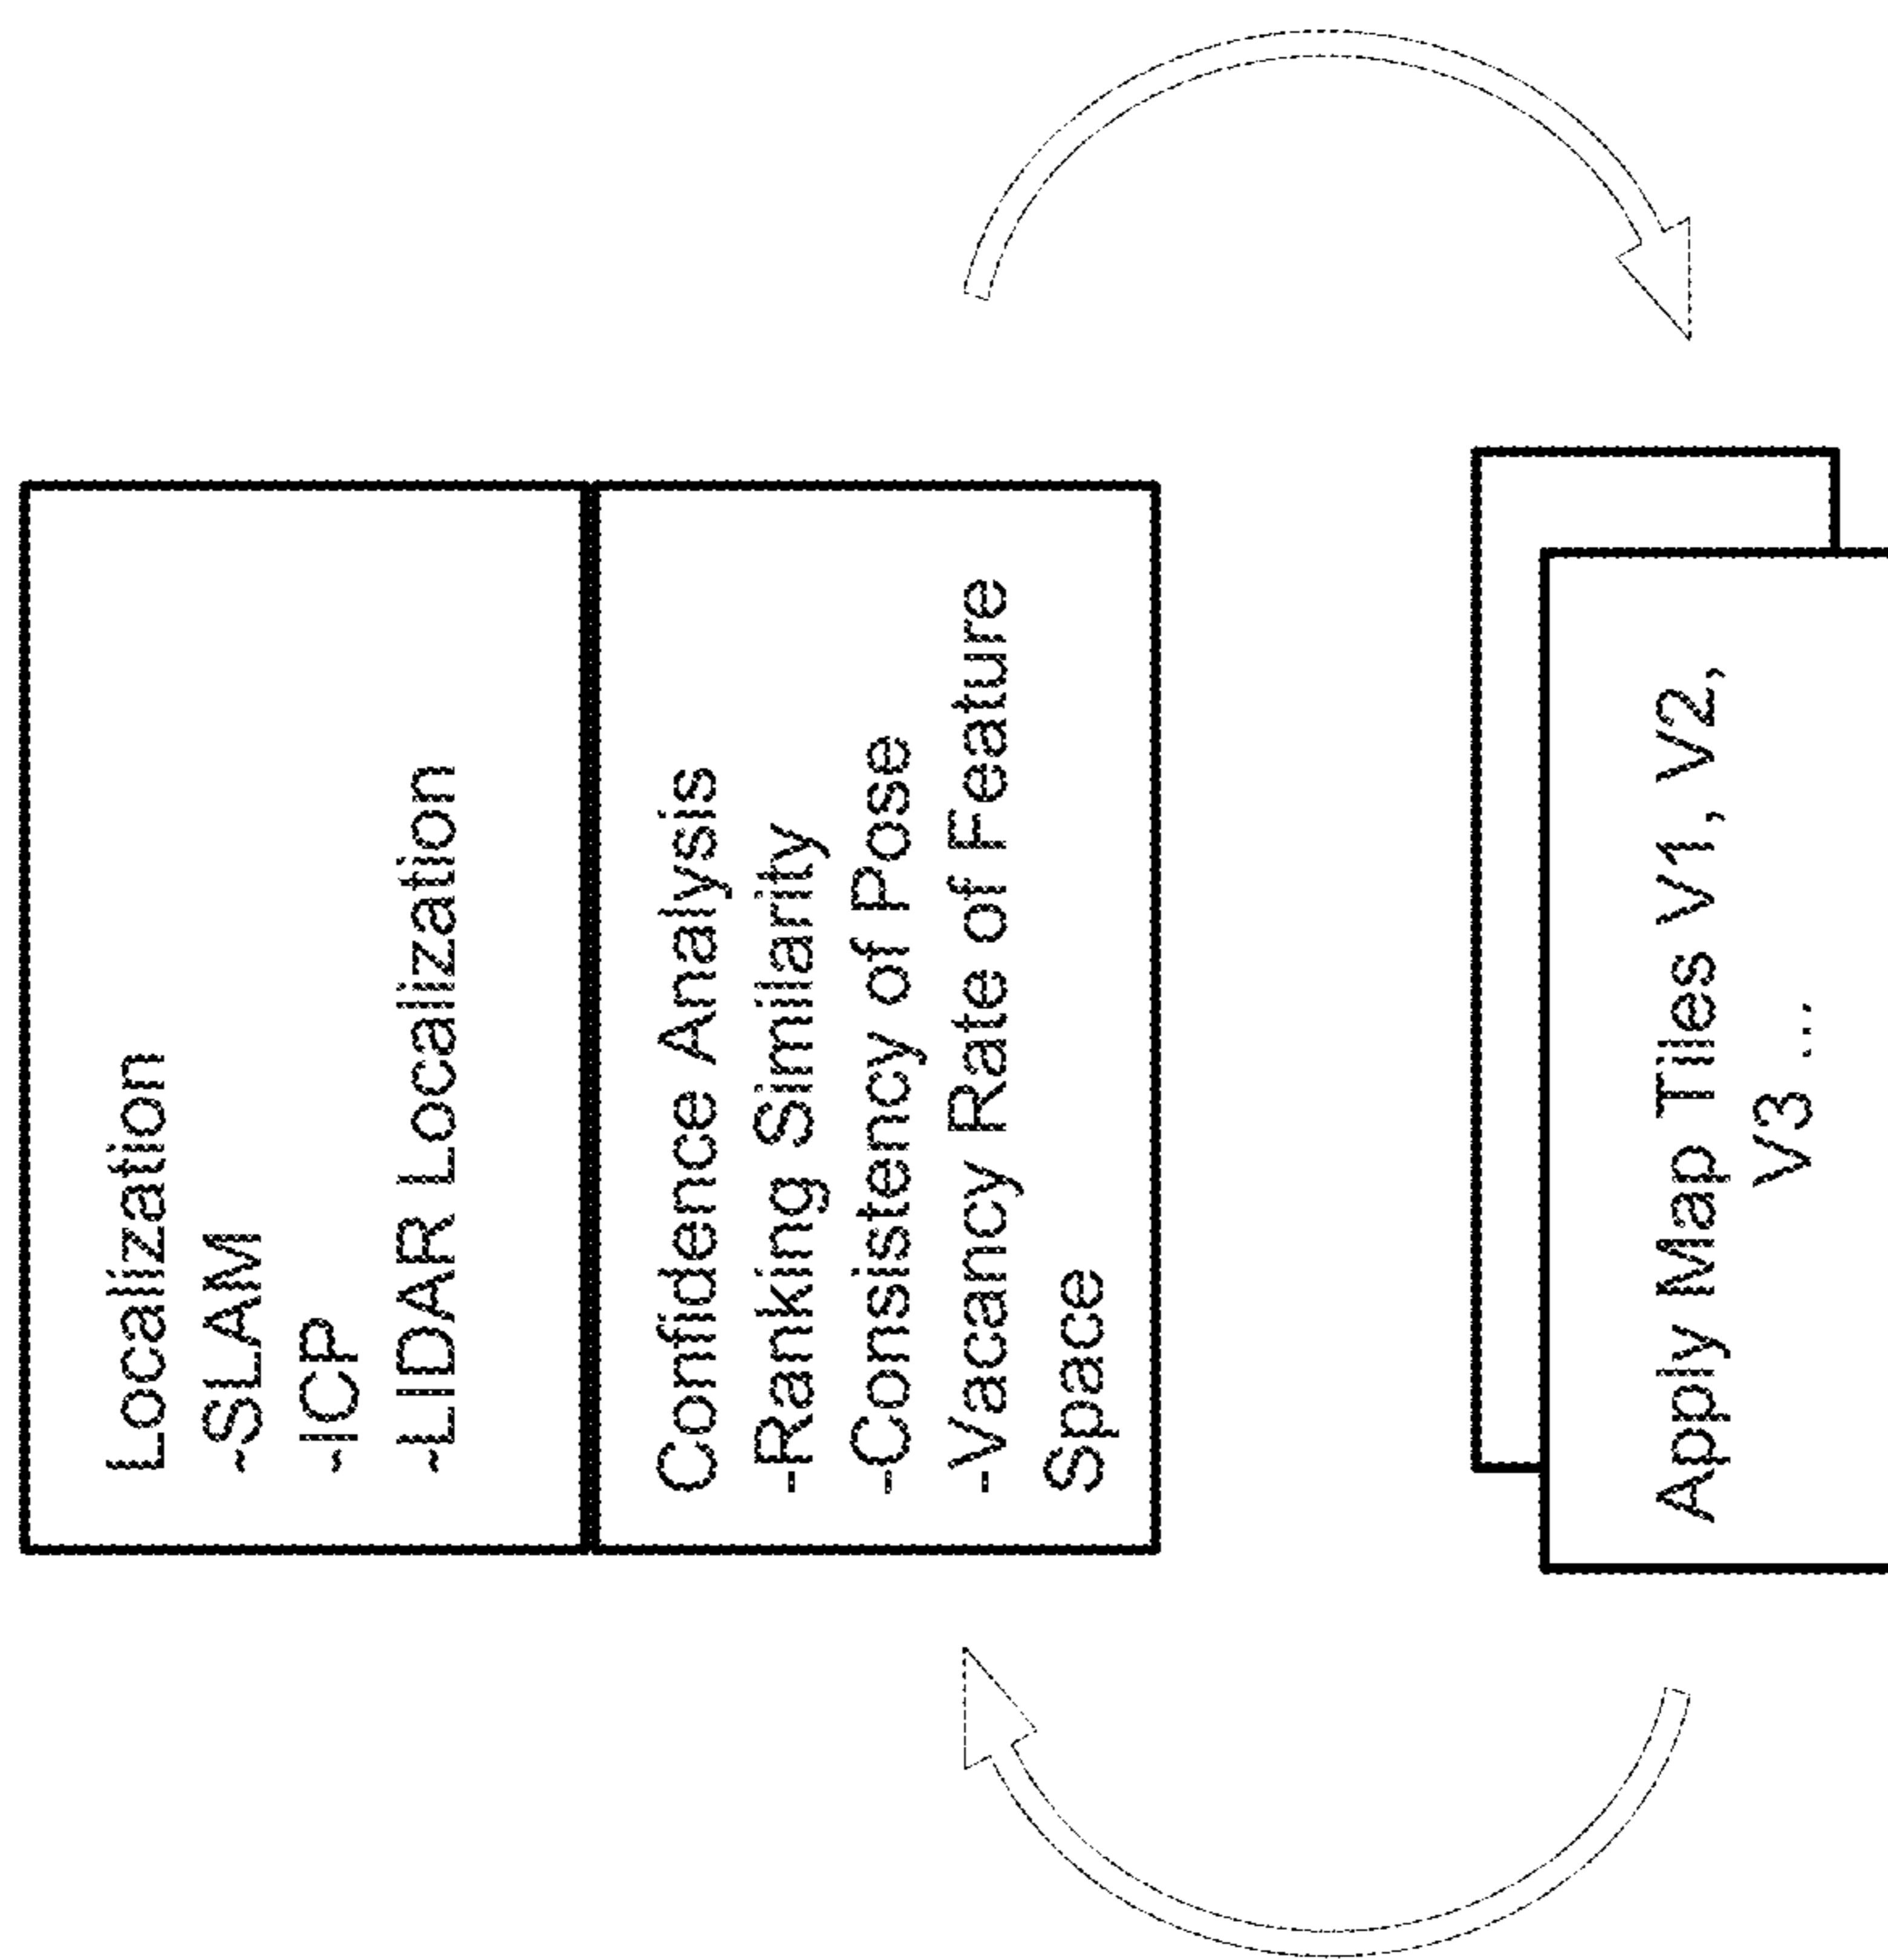 Localization
-SLAM
-ICP
-LIDAR Localization
Confidence Analysis
-Ranking Similarity
-Consistency of Pose
-Vacancy Rate of Feature
Space
Apply Map Tiles V1, V2,
V3 ...